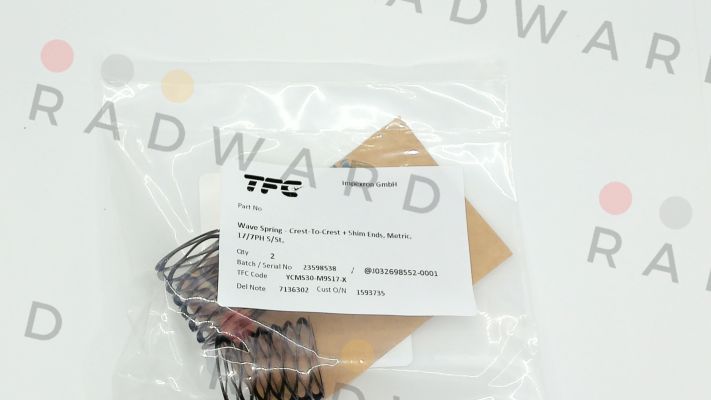 RADWARD
RADWARD
RAD
D
TFC
GmbH
Part No
Wave Spring - Crest-To-Crest + Shim Ends, Metric,
17/7PH S/St,
Qty 2
Batch / Serial No 23598538 / @J032698552-0001
TFC Code YCMS30-M9S17-X
Del Note 7136302 Cust O/N 1593735